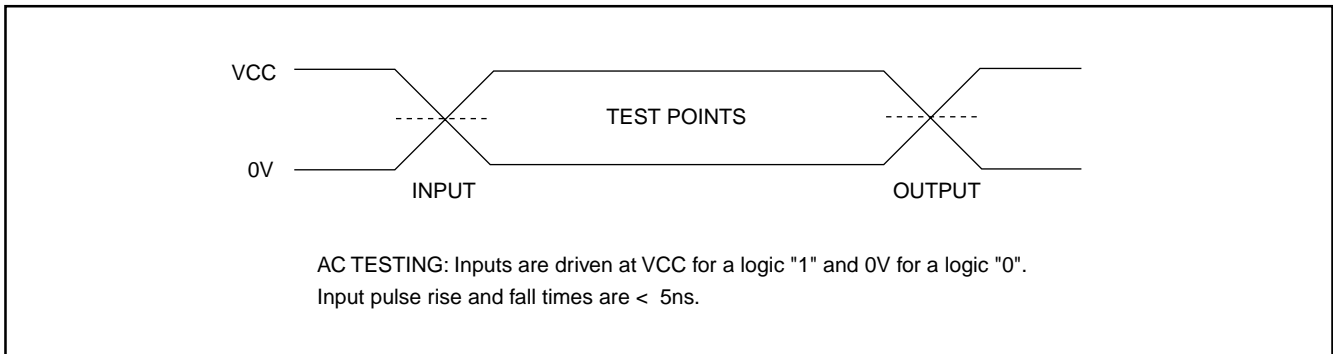 VCC
TEST POINTS
0V
INPUT
OUTPUT
AC TESTING: Inputs are driven at VCC for a logic "1" and 0V for a logic "0".
Input pulse rise and fall times are < 5ns.